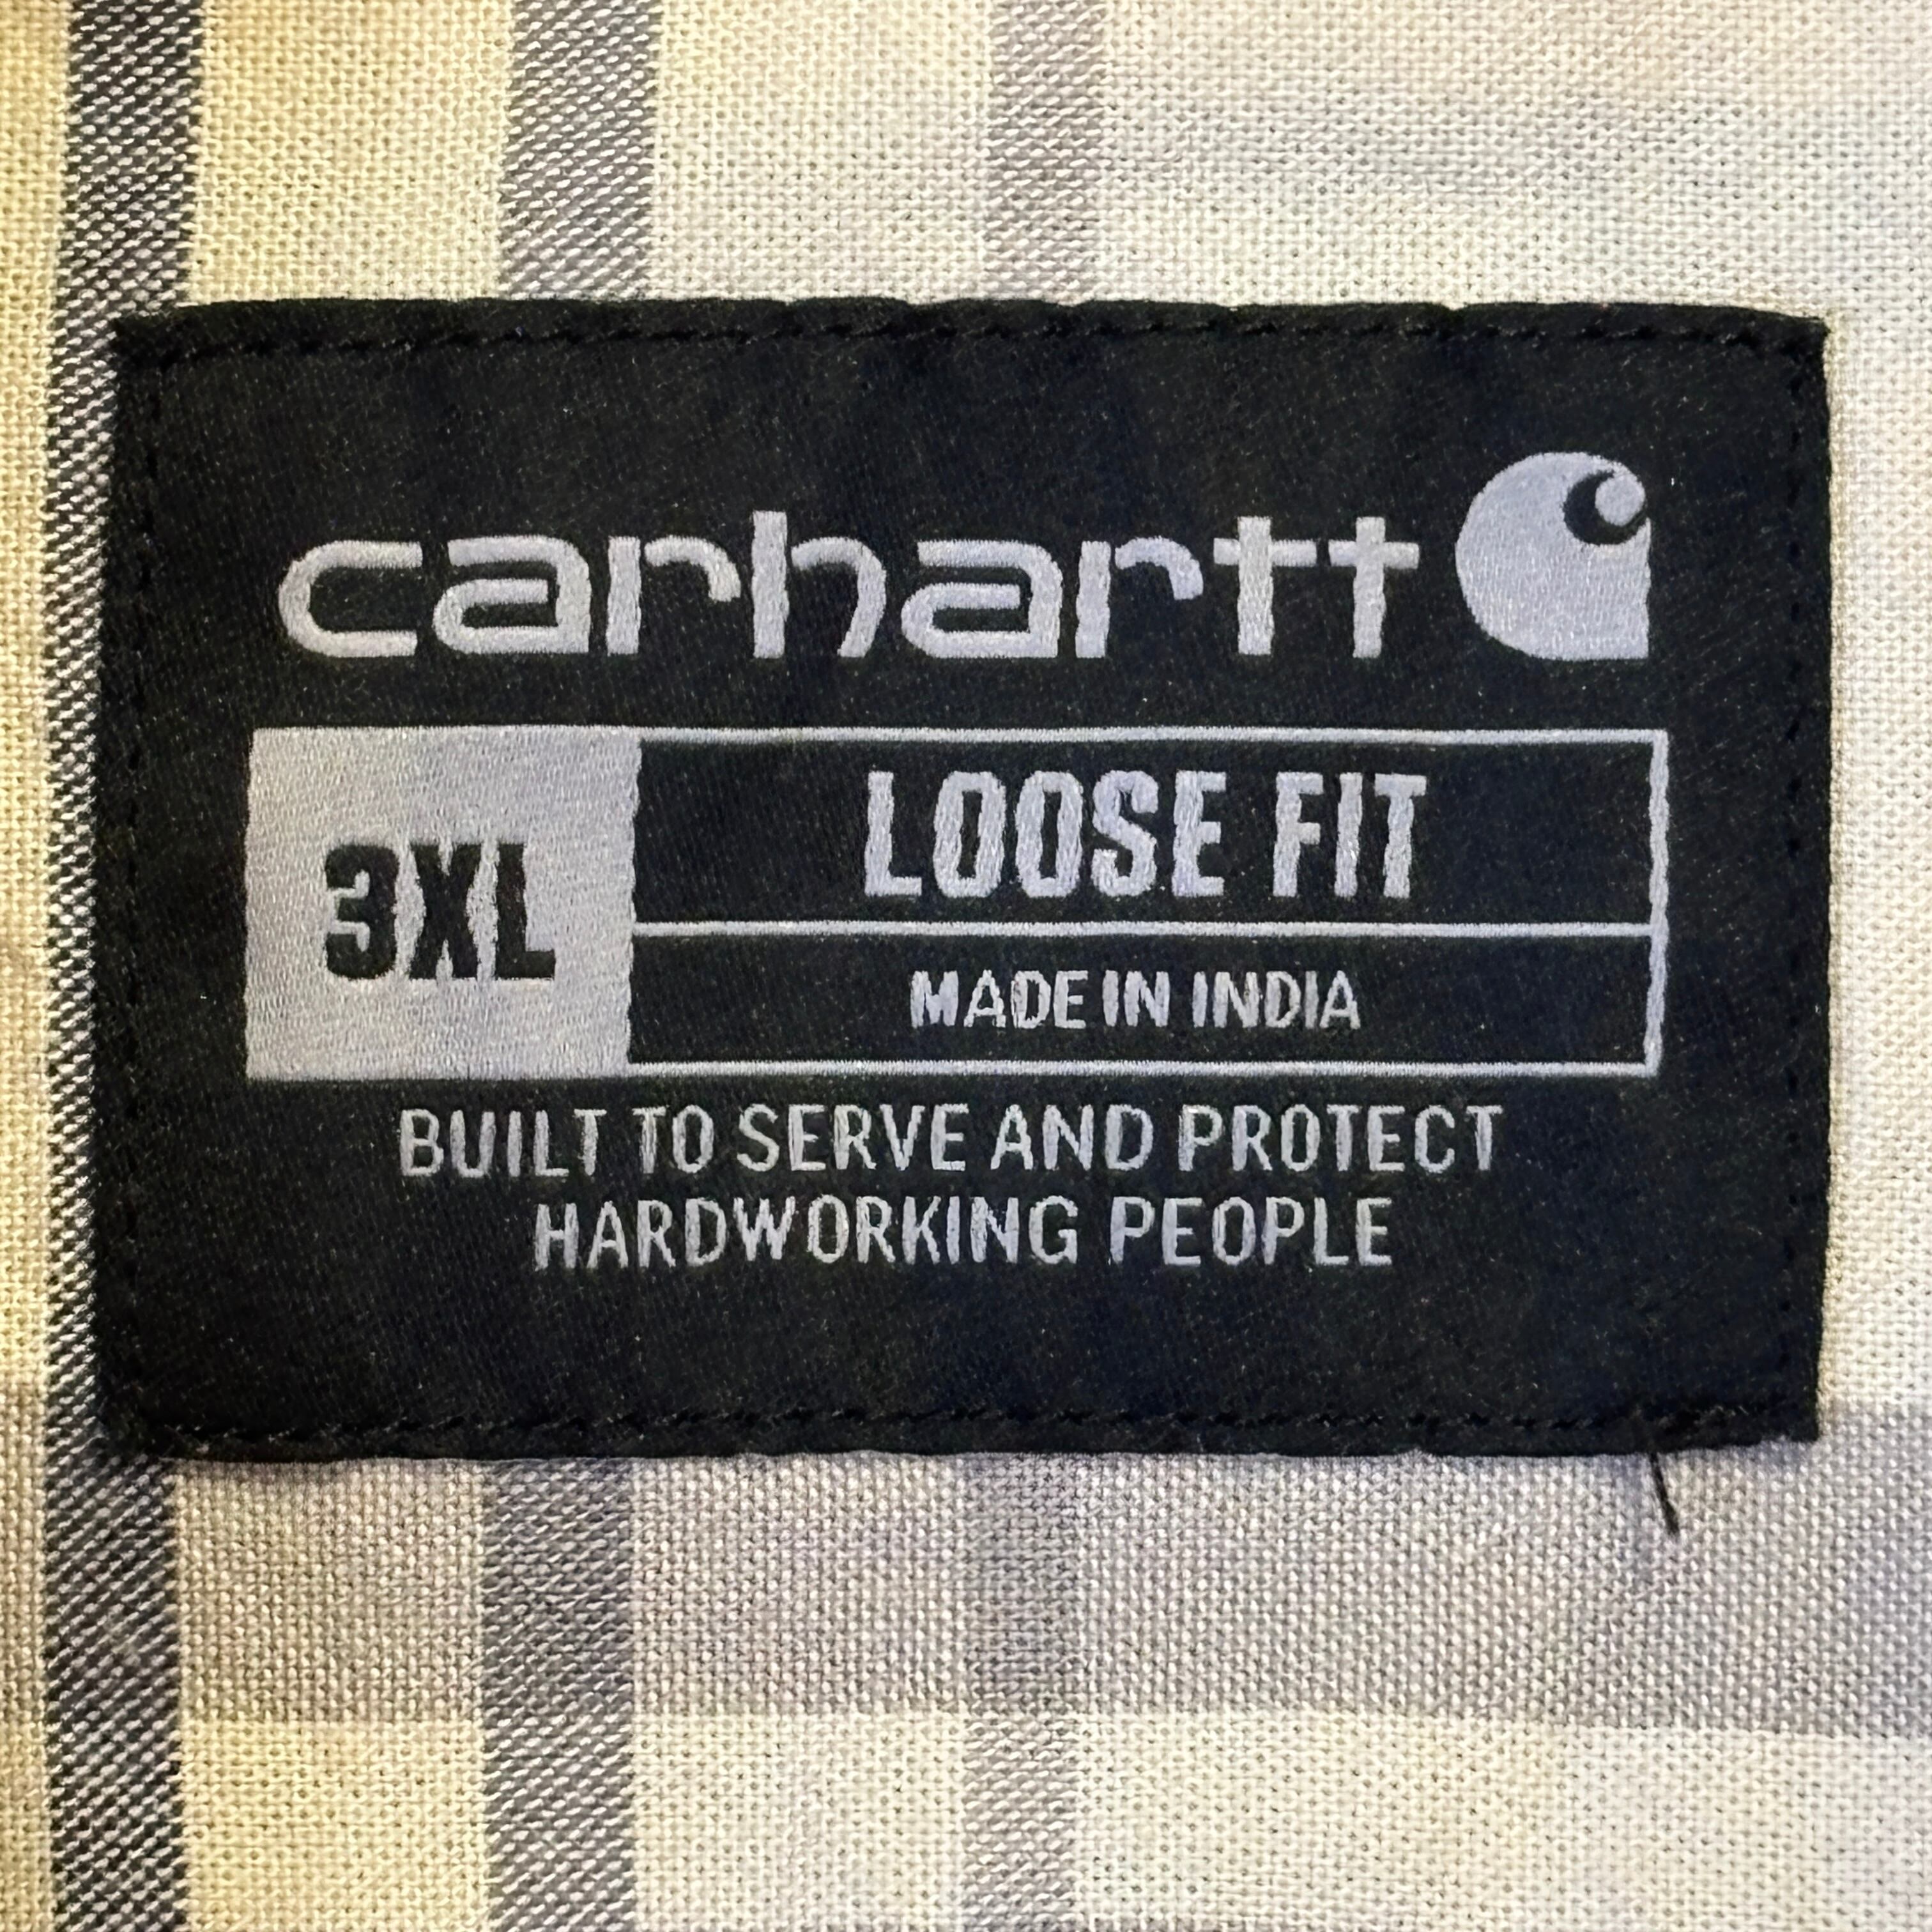 carhartt
3XL
LOOSE FIT
MADE IN INDIA
BUILT TO SERVE AND PROTECT
HARDWORKING PEOPLE